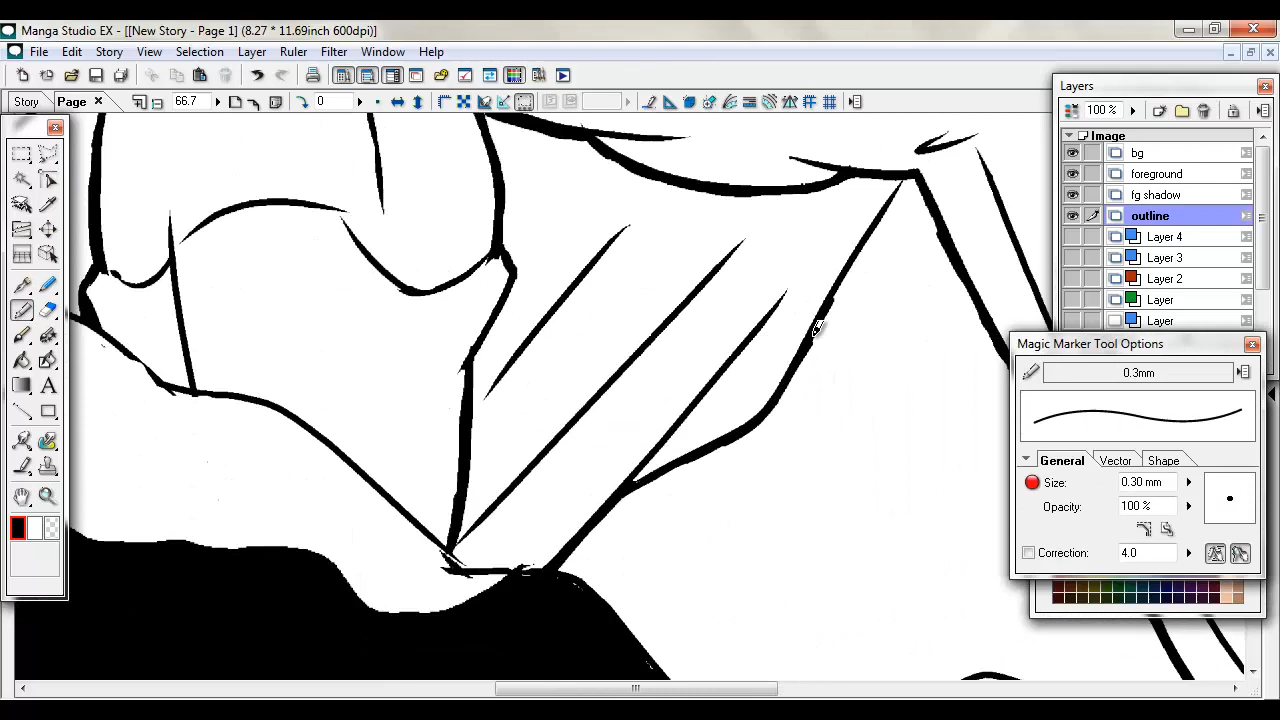 Manga Studio EX - [[New Story - Page 1] (8.27 * 11.69inch 600dpi)]
File Edit Story View Selection Layer Ruler Filter Window Help
Story Page 66.7 0
Layers
100 %
Image
bg
foreground
fg shadow
outline
Layer 4
Layer 3
Layer 2
Layer
Layer
Magic Marker Tool Options
0.3mm
General Vector Shape
Size: 0.30 mm
Opacity: 100 %
Correction: 4.0
A